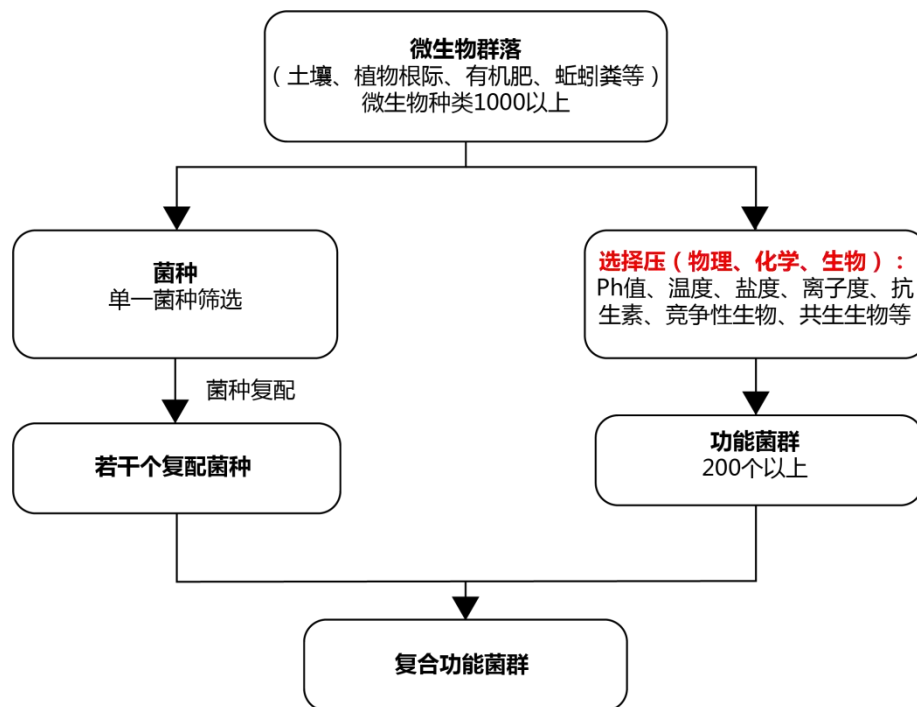 微生物群落
（土壤、植物根际、有机肥、蚯蚓粪等）
微生物种类1000以上
菌种
单一菌种筛选
选择压（物理、化学、生物）：
Ph值、温度、盐度、离子度、抗
生素、竞争性生物、共生生物等
菌种复配
若干个复配菌种
功能菌群
200个以上
复合功能菌群